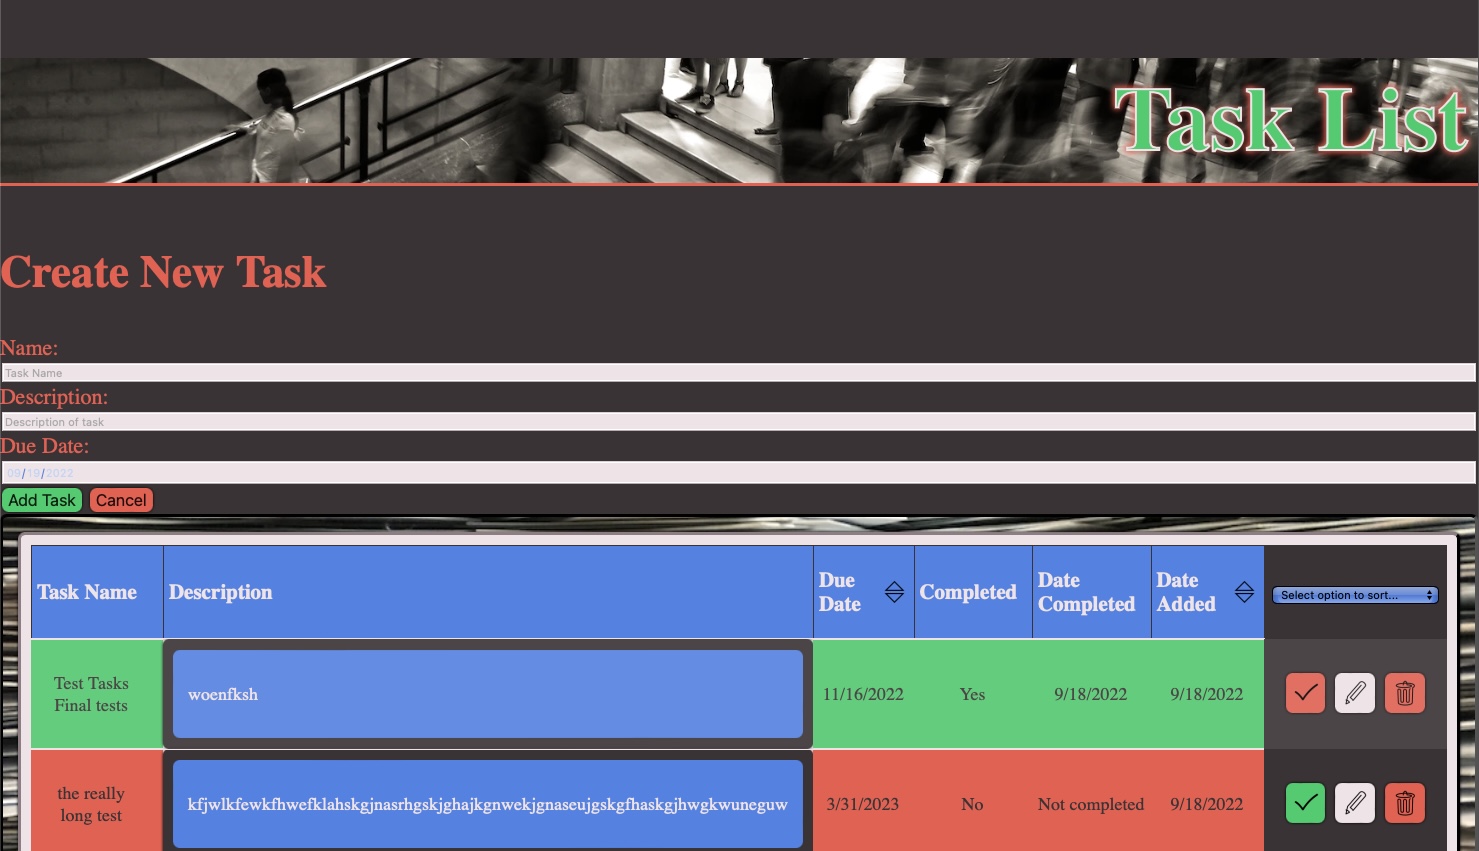 Task List
Create New Task
Name:
Task Name
Description:
Description of task
Due Date:
09/19/2022
Add Task Cancel
Task Name Description Due Date Completed Date Completed Date Added Select option to sort...
Test Tasks Final tests woenfksh 11/16/2022 Yes 9/18/2022 9/18/2022
the really long test kfjwlkfewkfhwefklahskgjnasrhgskjghajkgnwekjgnaseujgskgfhaskgjhwgkwuneguw 3/31/2023 No Not completed 9/18/2022